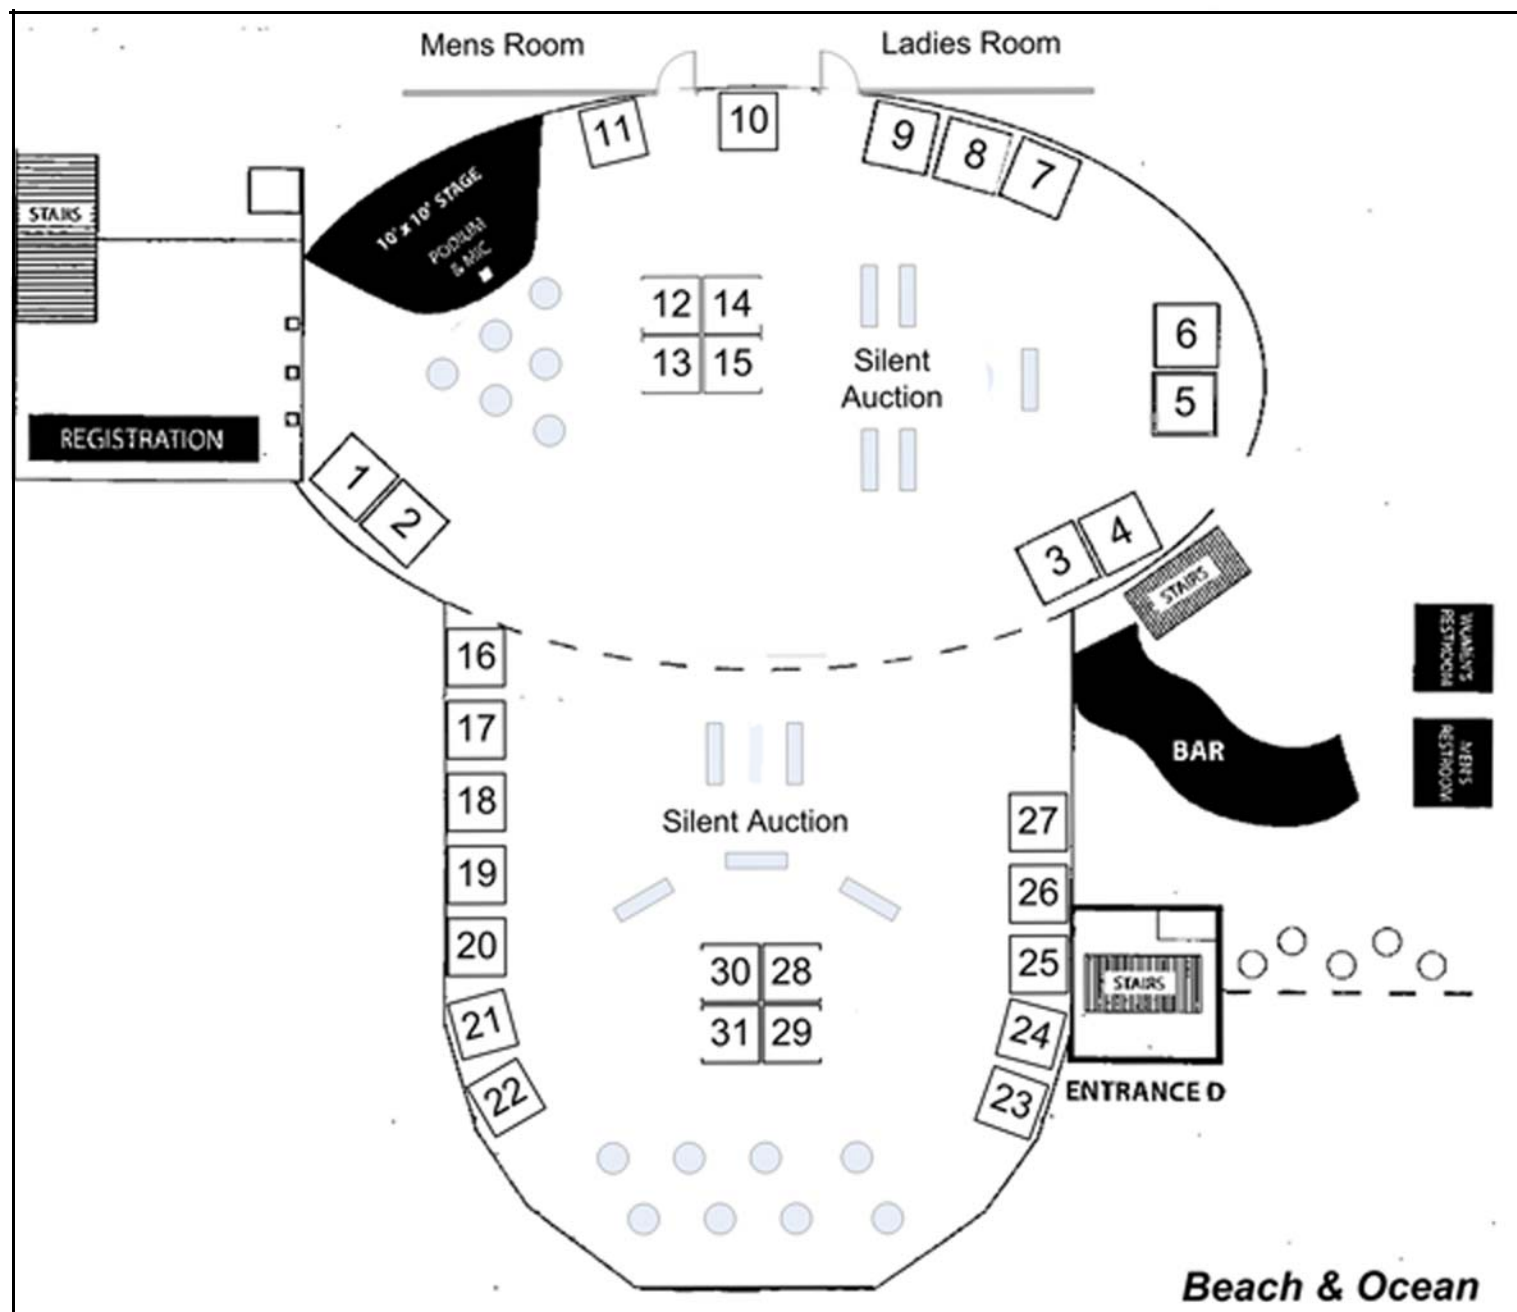 Mens Room
Ladies Room
11
10
9
8
7
STAIRS
10' x 10' STAGE
PODIUM
& MIC
12
14
13
15
Silent
Auction
6
5
REGISTRATION
1
2
3
4
STAIRS
WOMEN'S
RESTROOM
MEN'S
RESTROOM
BAR
16
17
18
19
20
21
22
Silent Auction
27
26
25
24
23
30
28
31
29
STAIRS
ENTRANCE D
Beach & Ocean